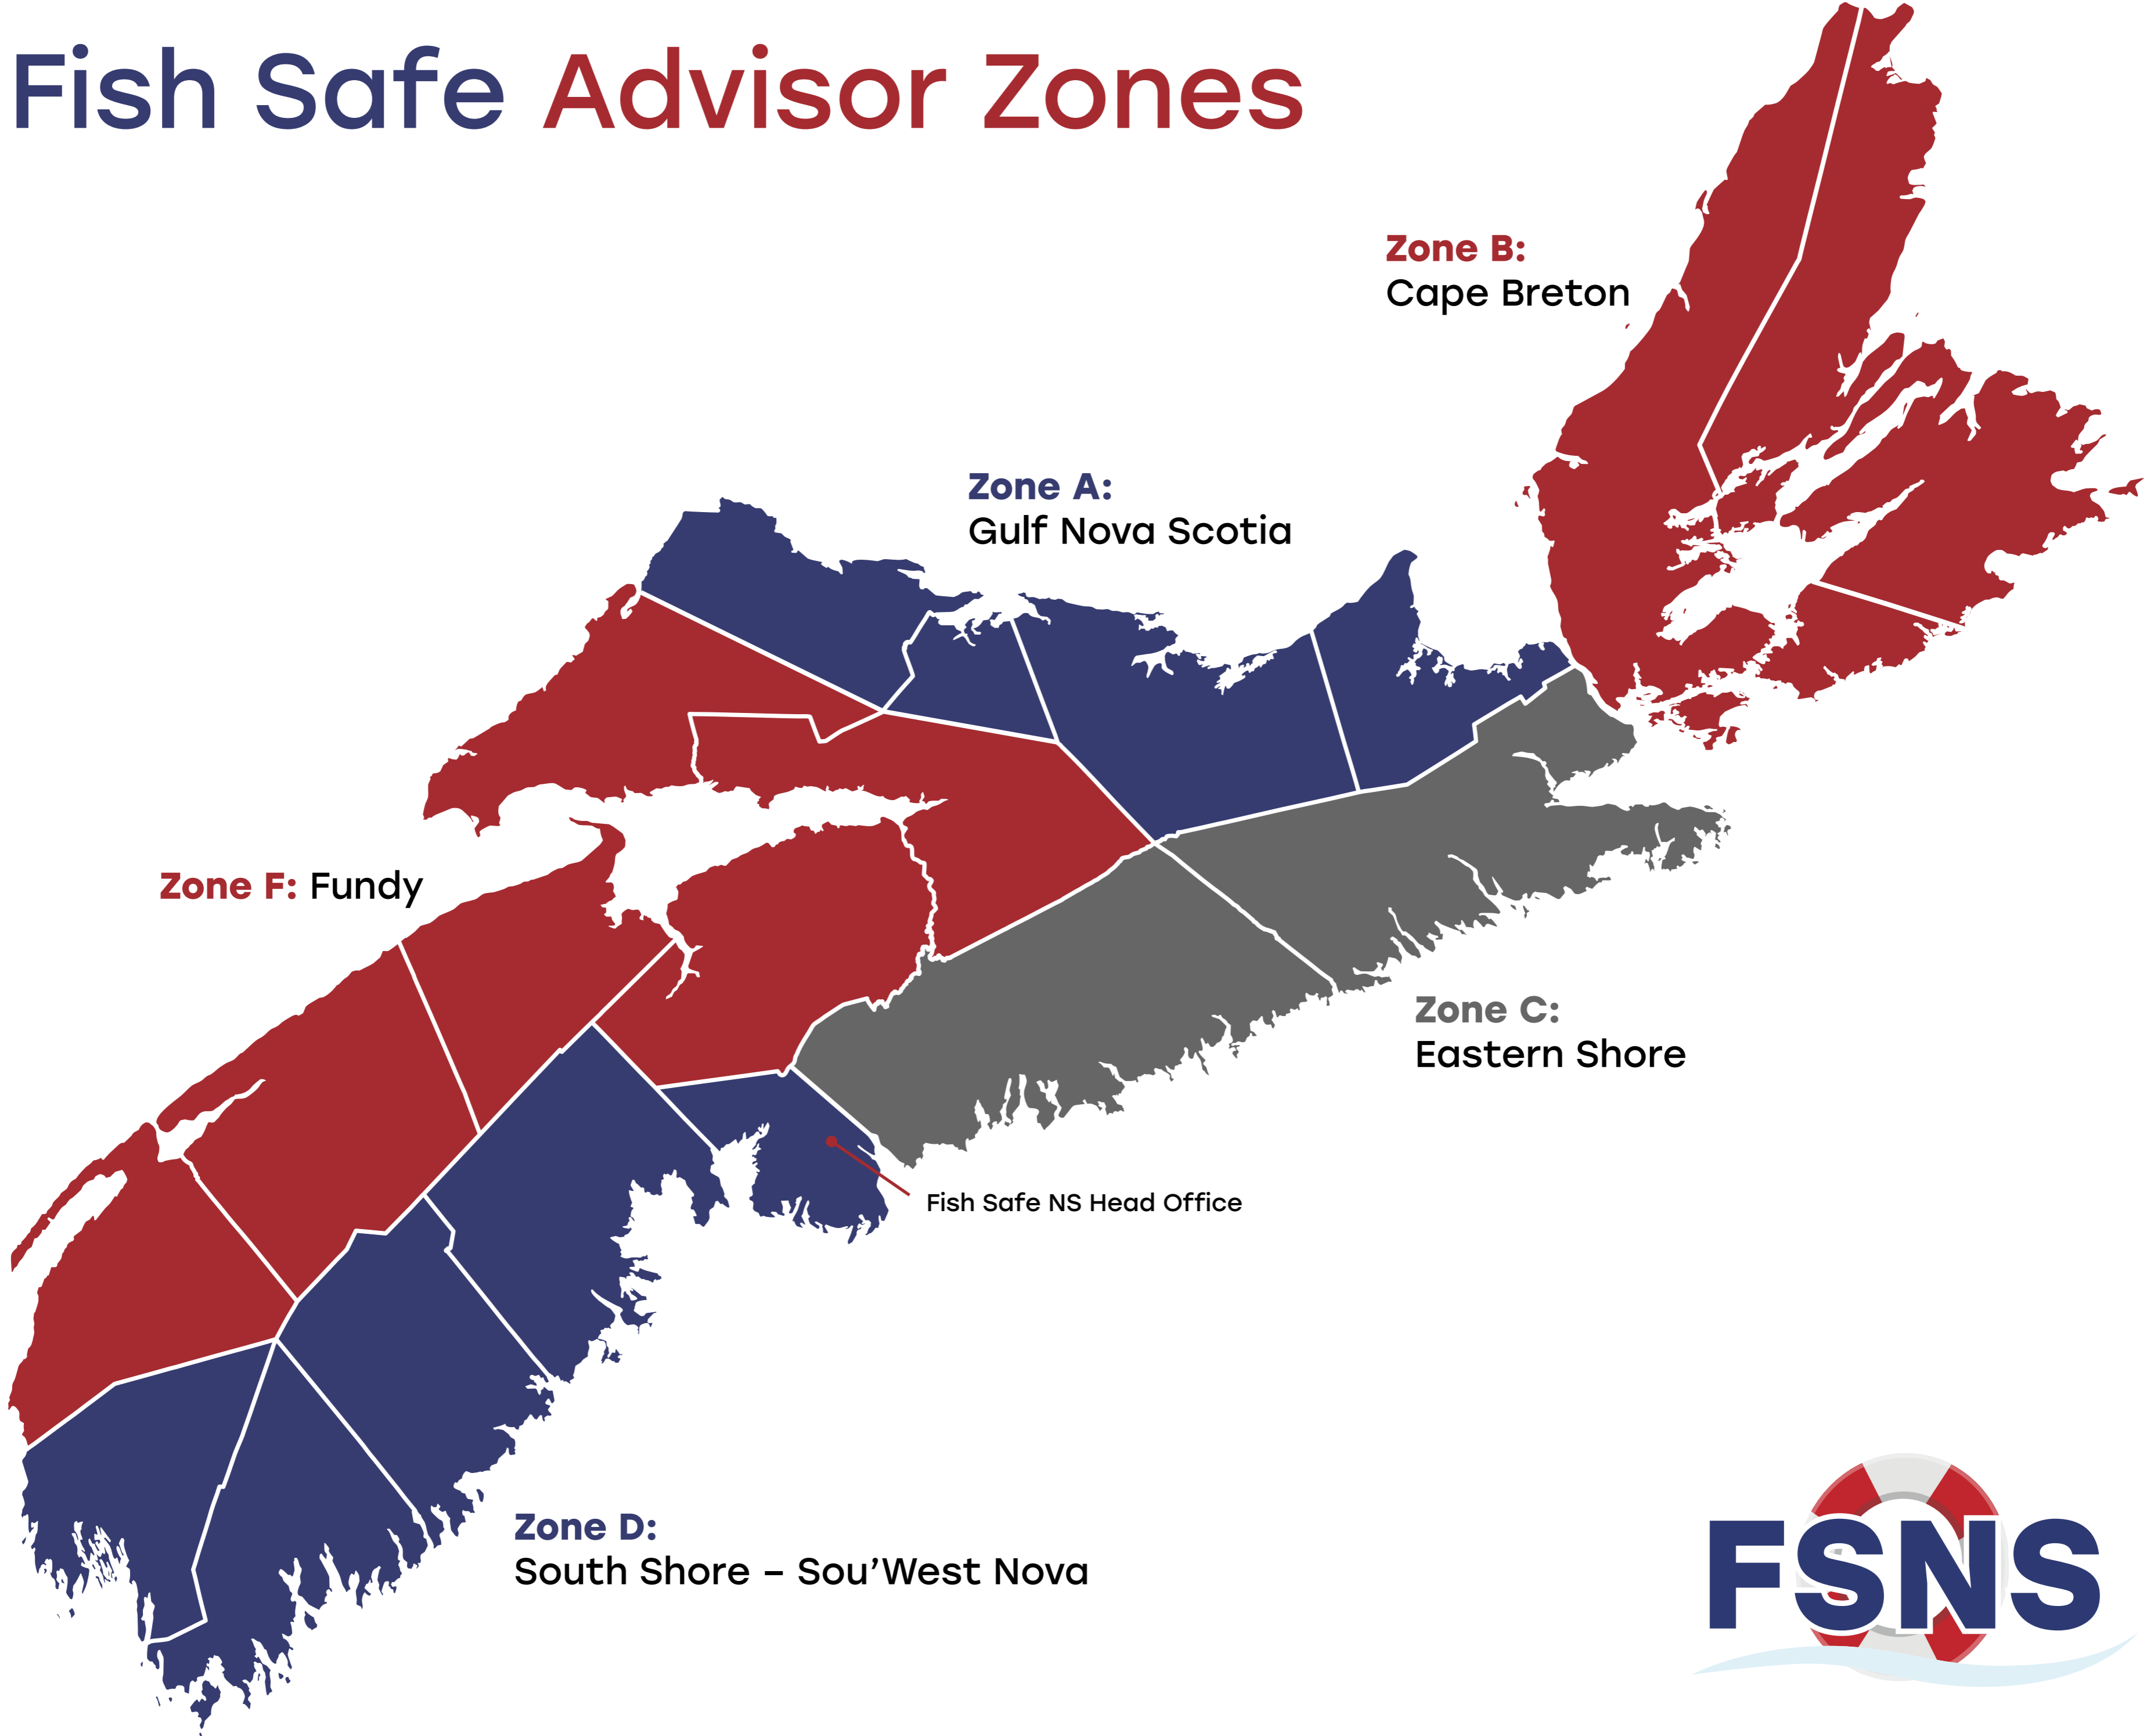 Fish Safe Advisor Zones
Zone B:
Cape Breton
Zone A:
Gulf Nova Scotia
Zone F: Fundy
Zone C:
Eastern Shore
Fish Safe NS Head Office
Zone D:
South Shore – Sou’West Nova
FSNS